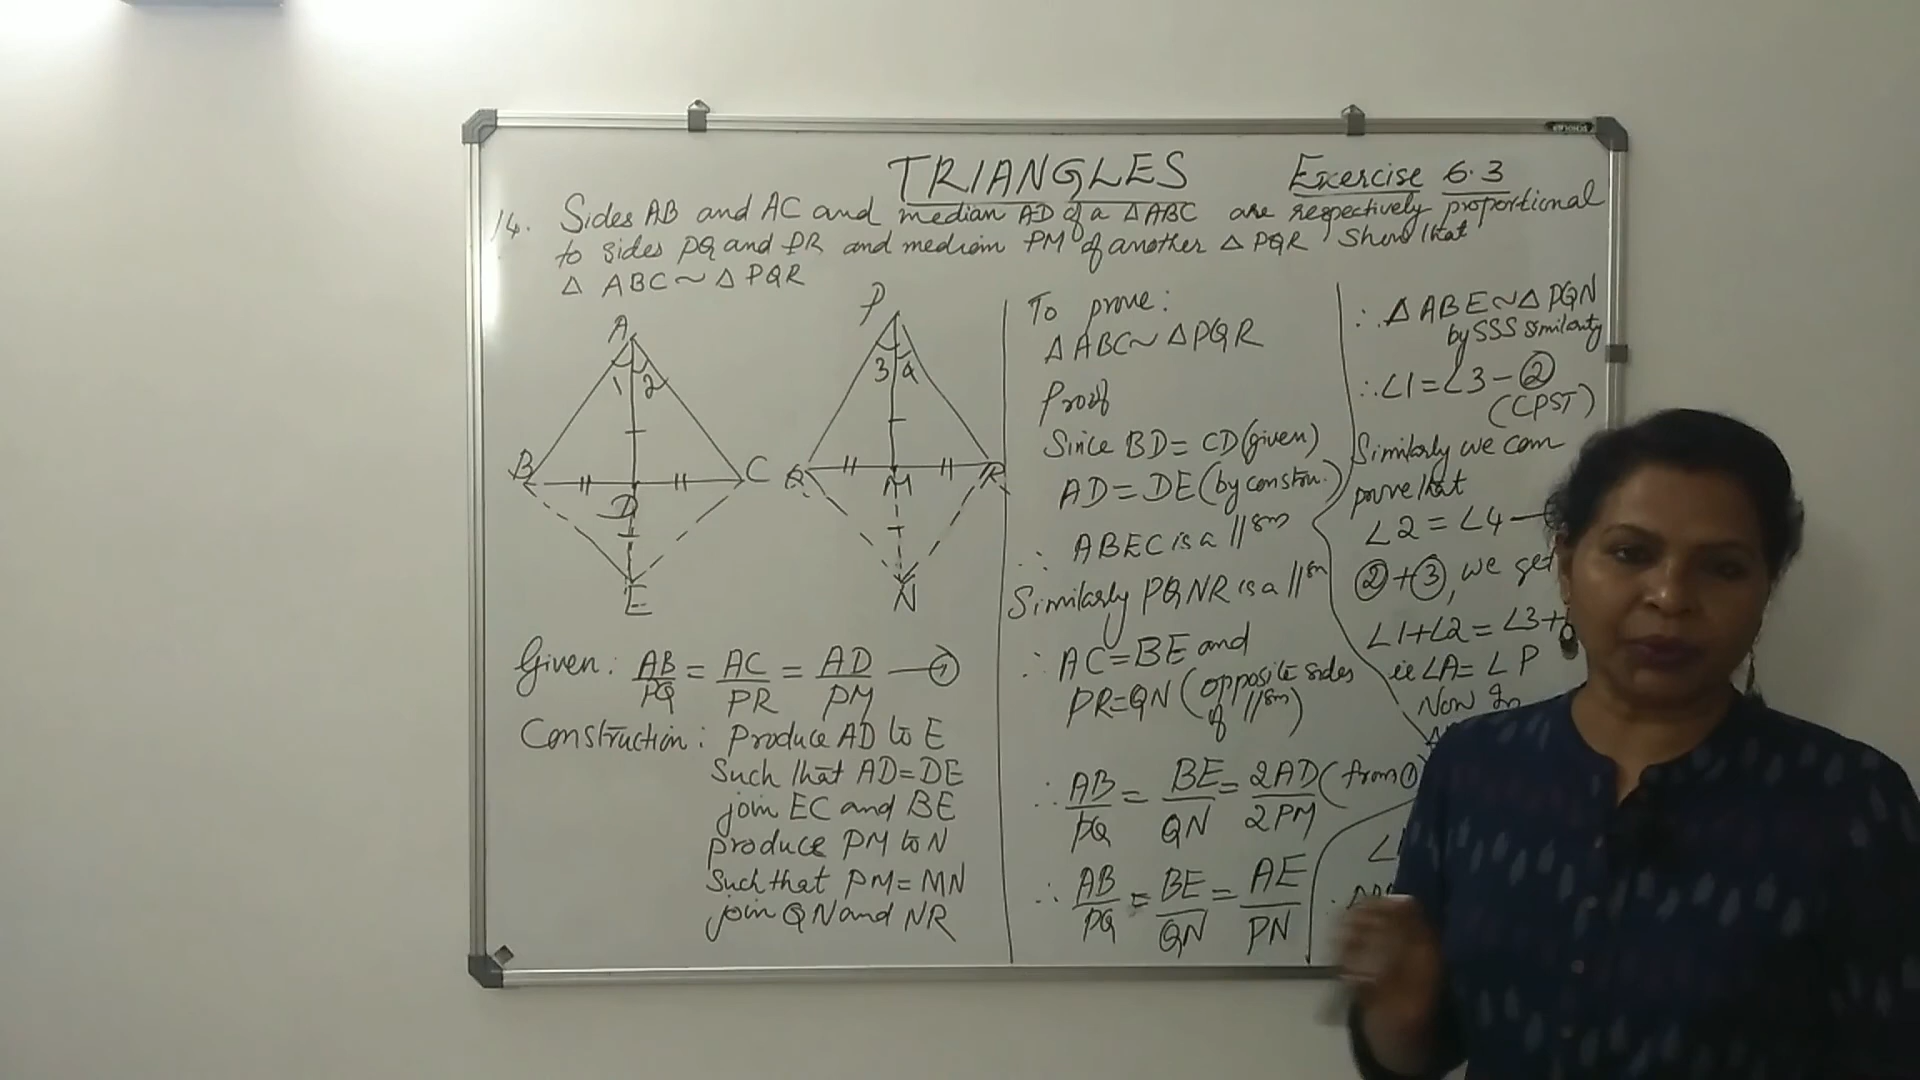 TRIANGLES Exercise 6.3
14. Sides AB and AC and median AD of a △ABC are respectively proportional
to sides PQ and PR and median PM of another △ PQR Show that
△ ABC ~ △ PQR
A
1 2
B C
D
E
P
3 4
Q R
M
N
Given: AB/PQ = AC/PR = AD/PM — ①
Construction: Produce AD to E
Such that AD=DE
join EC and BE
produce PM to N
Such that PM=MN
join QN and NR
To prove:
△ABC~△PQR
Proof
Since BD=CD(given)
AD=DE(by constru.)
∴ ABEC is a ||gm
Similarly PQNR is a ||gm
∴ AC=BE and
PR=QN (opposite sides
of ||gm)
∴ AB/PQ = BE/QN = 2AD/2PM (from ①)
∴ AB/PQ = BE/QN = AE/PN
∴ △ABE~△PQN
by SSS similarity
∴ ∠1=∠3-②
(CPST)
Similarly we can
prove that
∠2=∠4—
②+③, we get
∠1+∠2=∠3+
ie ∠A=∠P
Now In